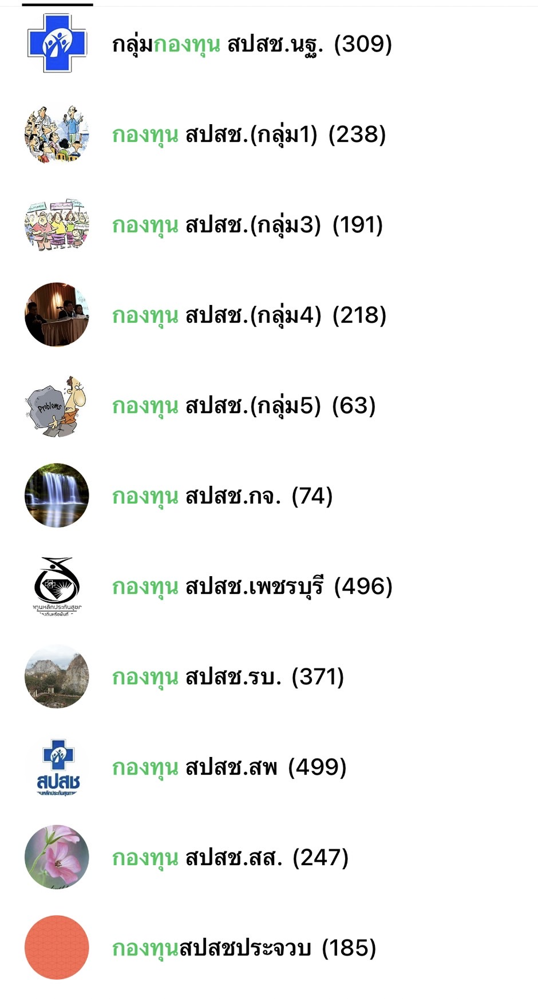 กลุ่มกองทุน สปสช.นฐ. (309)
กองทุน สปสช.(กลุ่ม1) (238)
กองทุน สปสช.(กลุ่ม3) (191)
กองทุน สปสช.(กลุ่ม4) (218)
Problems
กองทุน สปสช.(กลุ่ม5) (63)
กองทุน สปสช.กจ. (74)
กองทุน สปสช.เพชรบุรี (496)
กองทุน สปสช.รบ. (371)
สปสช
กองทุน สปสช.สพ (499)
กองทุน สปสช.สส. (247)
กองทุนสปสชประจวบ (185)